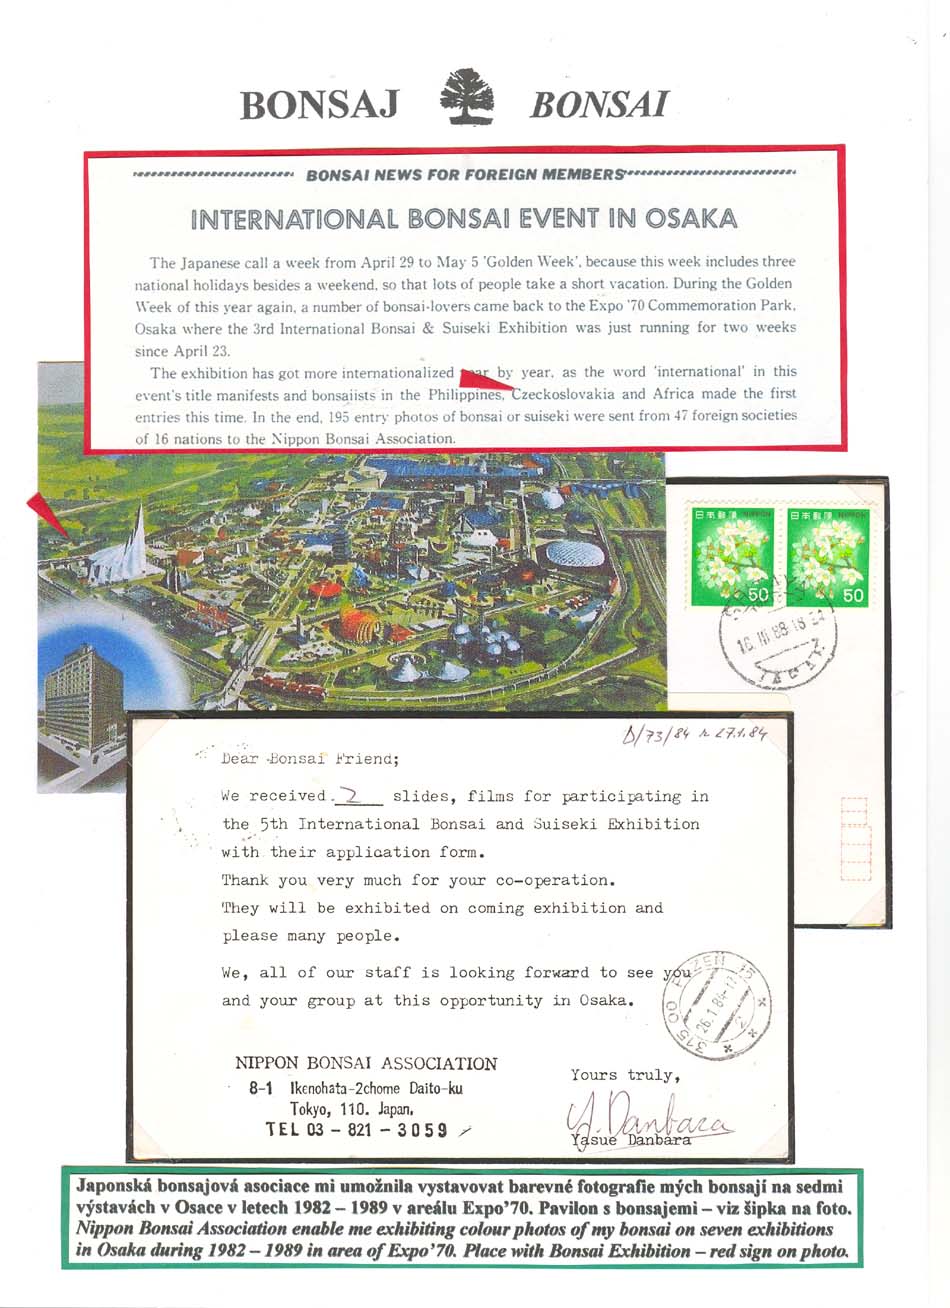 BONSAJ BONSAI
BONSAI NEWS FOR FOREIGN MEMBERS
INTERNATIONAL BONSAI EVENT IN OSAKA
The Japanese call a week from April 29 to May 5 'Golden Week', because this week includes three
national holidays besides a weekend, so that lots of people take a short vacation. During the Golden
Week of this year again, a number of bonsai-lovers came back to the Expo '70 Commemoration Park,
Osaka where the 3rd International Bonsai & Suiseki Exhibition was just running for two weeks
since April 23.
The exhibition has got more internationalized year by year, as the word 'international' in this
event's title manifests and bonsaiists in the Philippines, Czeckoslovakia and Africa made the first
entries this time. In the end, 195 entry photos of bonsai or suiseki were sent from 47 foreign societies
of 16 nations to the Nippon Bonsai Association.
日本郵便 NIPPON 日本郵便 NIPPON
50 50
16.III.88.18
D/73/84 27.1.84
Dear Bonsai Friend;
We received 2 slides, films for participating in
the 5th International Bonsai and Suiseki Exhibition
with their application form.
Thank you very much for your co-operation.
They will be exhibited on coming exhibition and
please many people.
We, all of our staff is looking forward to see you
and your group at this opportunity in Osaka.
315 00 PLZEŇ 15
26.1.84-17
2
NIPPON BONSAI ASSOCIATION
8-1 Ikenohata-2chome Daito-ku
Tokyo, 110. Japan.
TEL 03 - 821 - 3059
Yours truly,
Y. Danbara
Yasue Danbara
Japonská bonsajová asociace mi umožnila vystavovat barevné fotografie mých bonsají na sedmi
výstavách v Osace v letech 1982 – 1989 v areálu Expo'70. Pavilon s bonsajemi – viz šipka na foto.
Nippon Bonsai Association enable me exhibiting colour photos of my bonsai on seven exhibitions
in Osaka during 1982 – 1989 in area of Expo'70. Place with Bonsai Exhibition – red sign on photo.